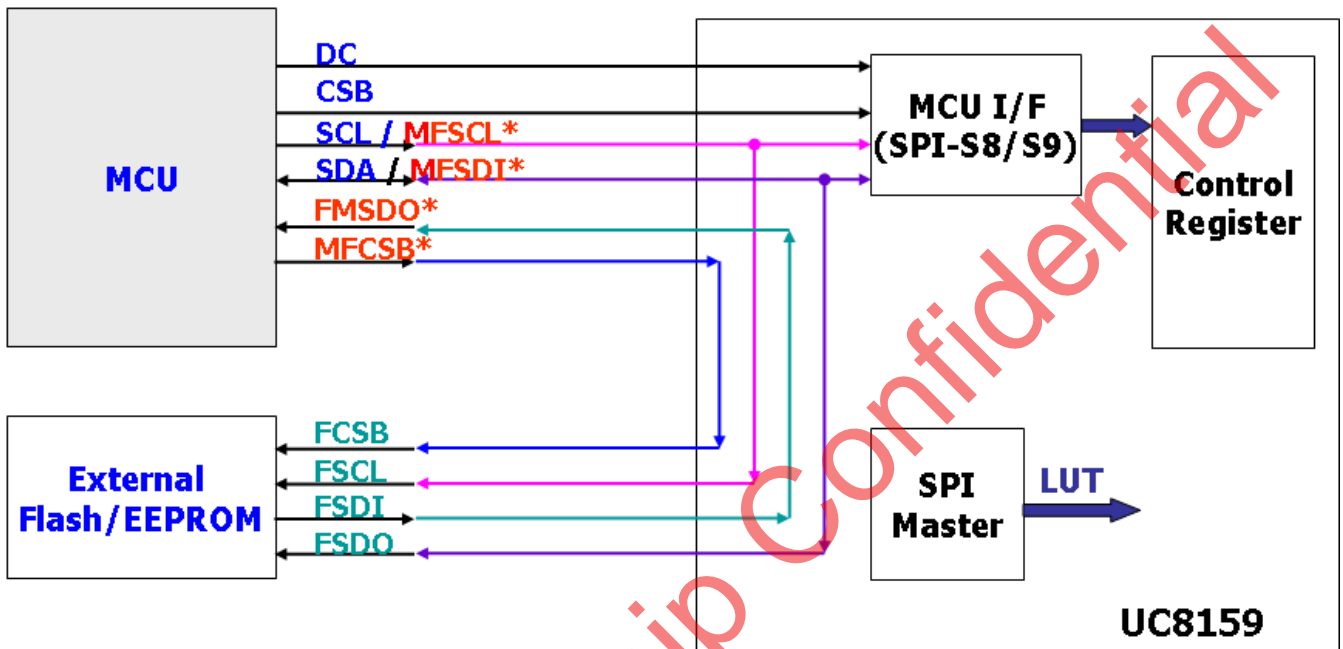 DC
CSB
SCL / MFSCL*
SDA / MFSDI*
FMSDO*
MFCSB*
MCU
MCU I/F
(SPI-S8/S9)
Control
Register
FCSB
FSCL
FSDI
FSDO
External
Flash/EEPROM
SPI
Master
LUT
UC8159
ip Confidential